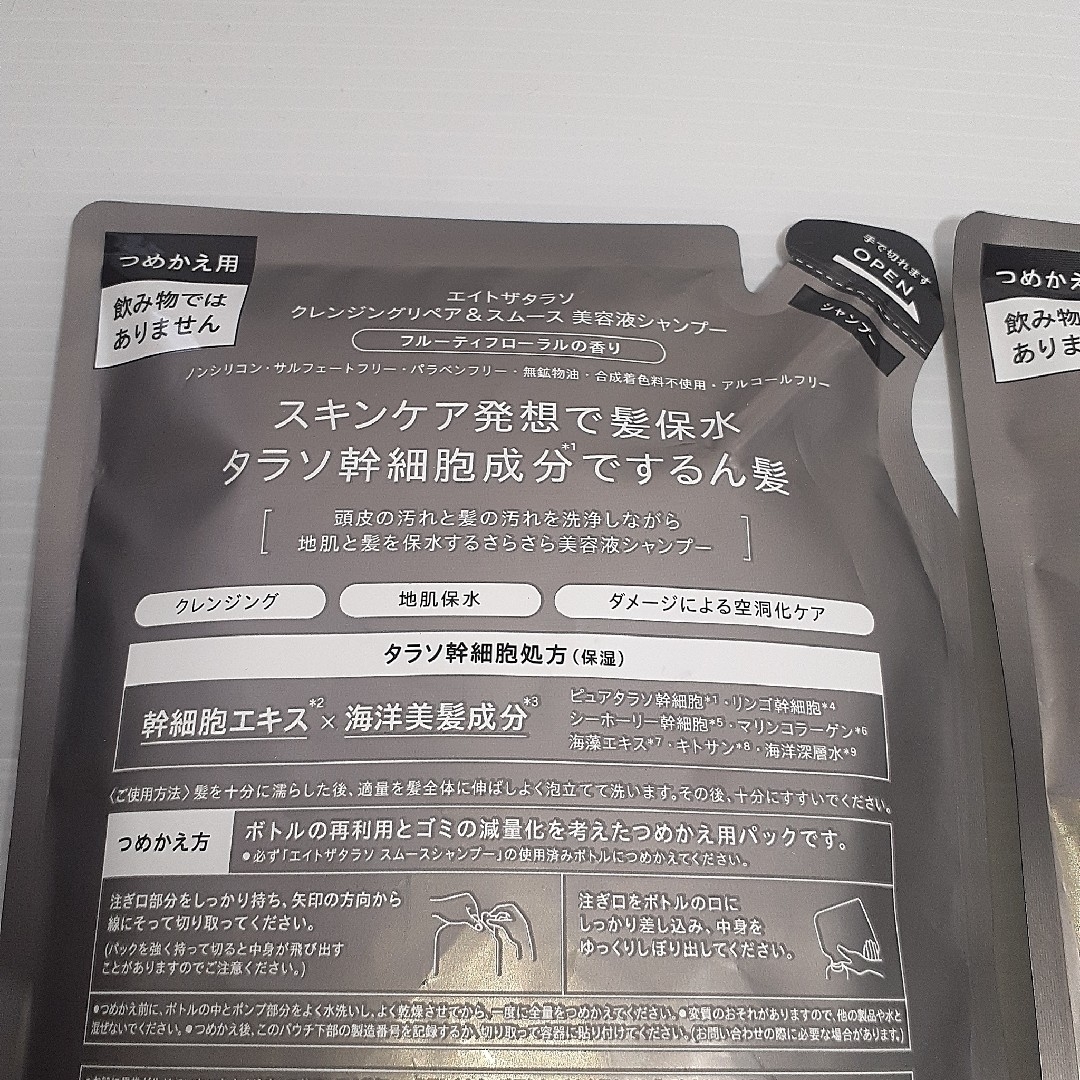 つめかえ用
飲み物では
ありません
手で切れます
OPEN
シャンプー
エイトザタラソ
クレンジングリペア&スムース 美容液シャンプー
フルーティフローラルの香り
ノンシリコン・サルフェートフリー・パラベンフリー・無鉱物油・合成着色料不使用・アルコールフリー
スキンケア発想で髪保水
タラソ幹細胞成分*1でするん髪
頭皮の汚れと髪の汚れを洗浄しながら
地肌と髪を保水するさらさら美容液シャンプー
クレンジング
地肌保水
ダメージによる空洞化ケア
タラソ幹細胞処方(保湿)
幹細胞エキス*2×海洋美髪成分*3
ピュアタラソ幹細胞*1・リンゴ幹細胞*4
シーホーリー幹細胞*5・マリンコラーゲン*6
海藻エキス*7・キトサン*8・海洋深層水*9
〈ご使用方法〉髪を十分に濡らした後、適量を髪全体に伸ばしよく泡立てて洗います。その後、十分にすすいでください。
つめかえ方
ボトルの再利用とゴミの減量化を考えたつめかえ用パックです。
●必ず「エイトザタラソ スムースシャンプー」の使用済みボトルにつめかえてください。
注ぎ口部分をしっかり持ち、矢印の方向から
線にそって切り取ってください。
(パックを強く持って切ると中身が飛び出す
ことがありますのでご注意ください。)
注ぎ口をボトルの口に
しっかり差し込み、中身を
ゆっくりしぼり出してください。
●つめかえ前に、ボトルの中とポンプ部分をよく水洗いし、よく乾燥させてから、一度に全量をつめかえてください。●変質のおそれがありますので、他の製品や水と
混ぜないでください。●つめかえ後、このパウチ下部の製造番号を記録するか、切り取って容器に貼り付けてください。(お問い合わせの際に必要な場合があります。)
つめかえ
飲み物
ありま